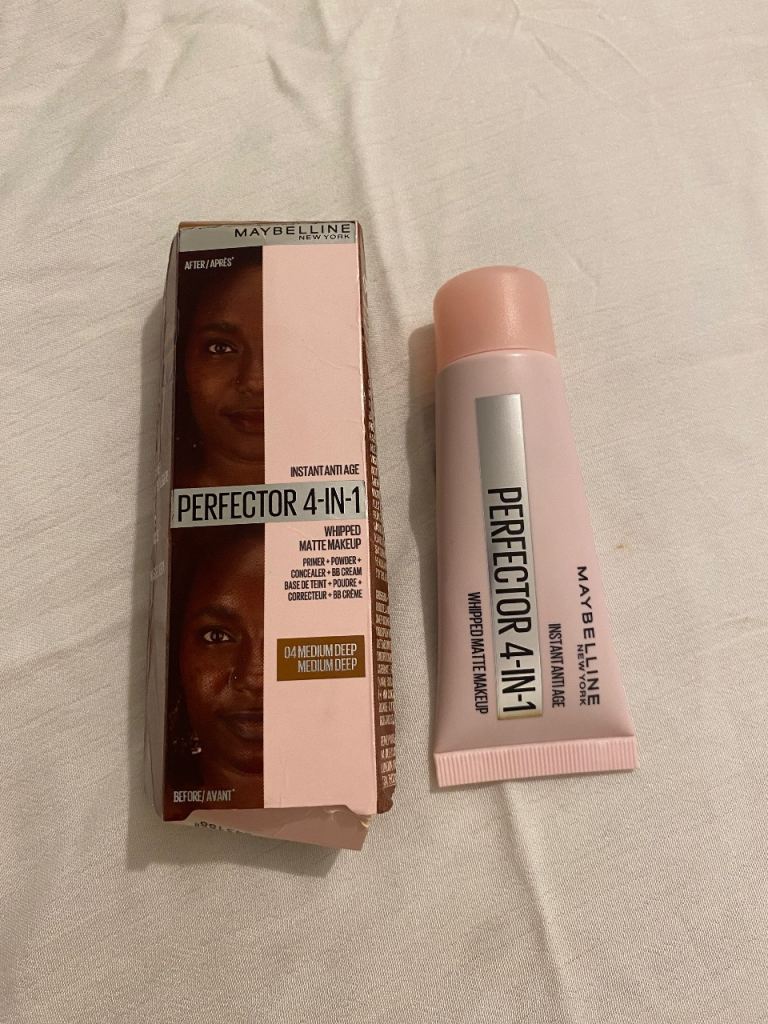 MAYBELLINE
NEW YORK
AFTER/APRÈS*
INSTANT ANTI AGE
PERFECTOR 4-IN-1
WHIPPED
MATTE MAKEUP
PRIMER + POWDER +
CONCEALER + BB CREAM
BASE DE TEINT + POUDRE +
CORRECTEUR + BB CRÈME
04 MEDIUM DEEP
MEDIUM DEEP
BEFORE/AVANT*
MAYBELLINE
NEW YORK
INSTANT ANTI AGE
PERFECTOR 4-IN-1
WHIPPED MATTE MAKEUP